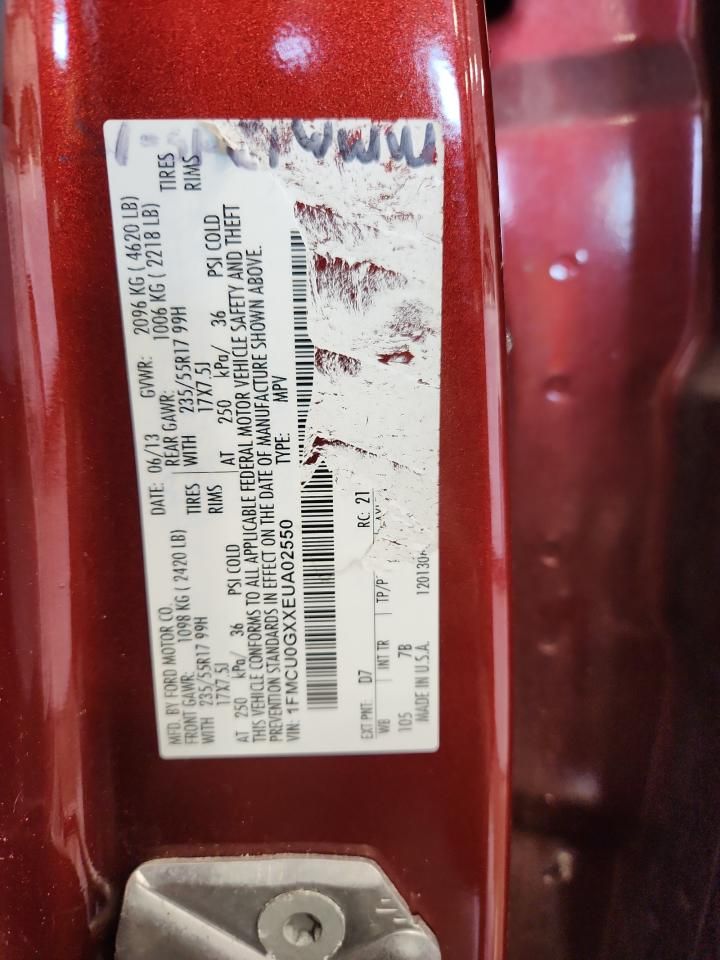 MFD. BY FORD MOTOR CO. DATE: 06/13 GVWR: 2096 KG ( 4620 LB)
FRONT GAWR: 1098 KG ( 2420 LB) REAR GAWR: 1006 KG ( 2218 LB)
WITH 235/55R17 99H TIRES WITH 235/55R17 99H TIRES
17X7.5J RIMS 17X7.5J RIMS
AT 250 kPa/ 36 PSI COLD AT 250 kPa/ 36 PSI COLD
THIS VEHICLE CONFORMS TO ALL APPLICABLE FEDERAL MOTOR VEHICLE SAFETY AND THEFT
PREVENTION STANDARDS IN EFFECT ON THE DATE OF MANUFACTURE SHOWN ABOVE.
VIN: 1FMCU0GXXEUA02550 TYPE: MPV
EXT PNT: D7 RC: 21
WB INT TR TP/P
105 7B
MADE IN U.S.A. 120130